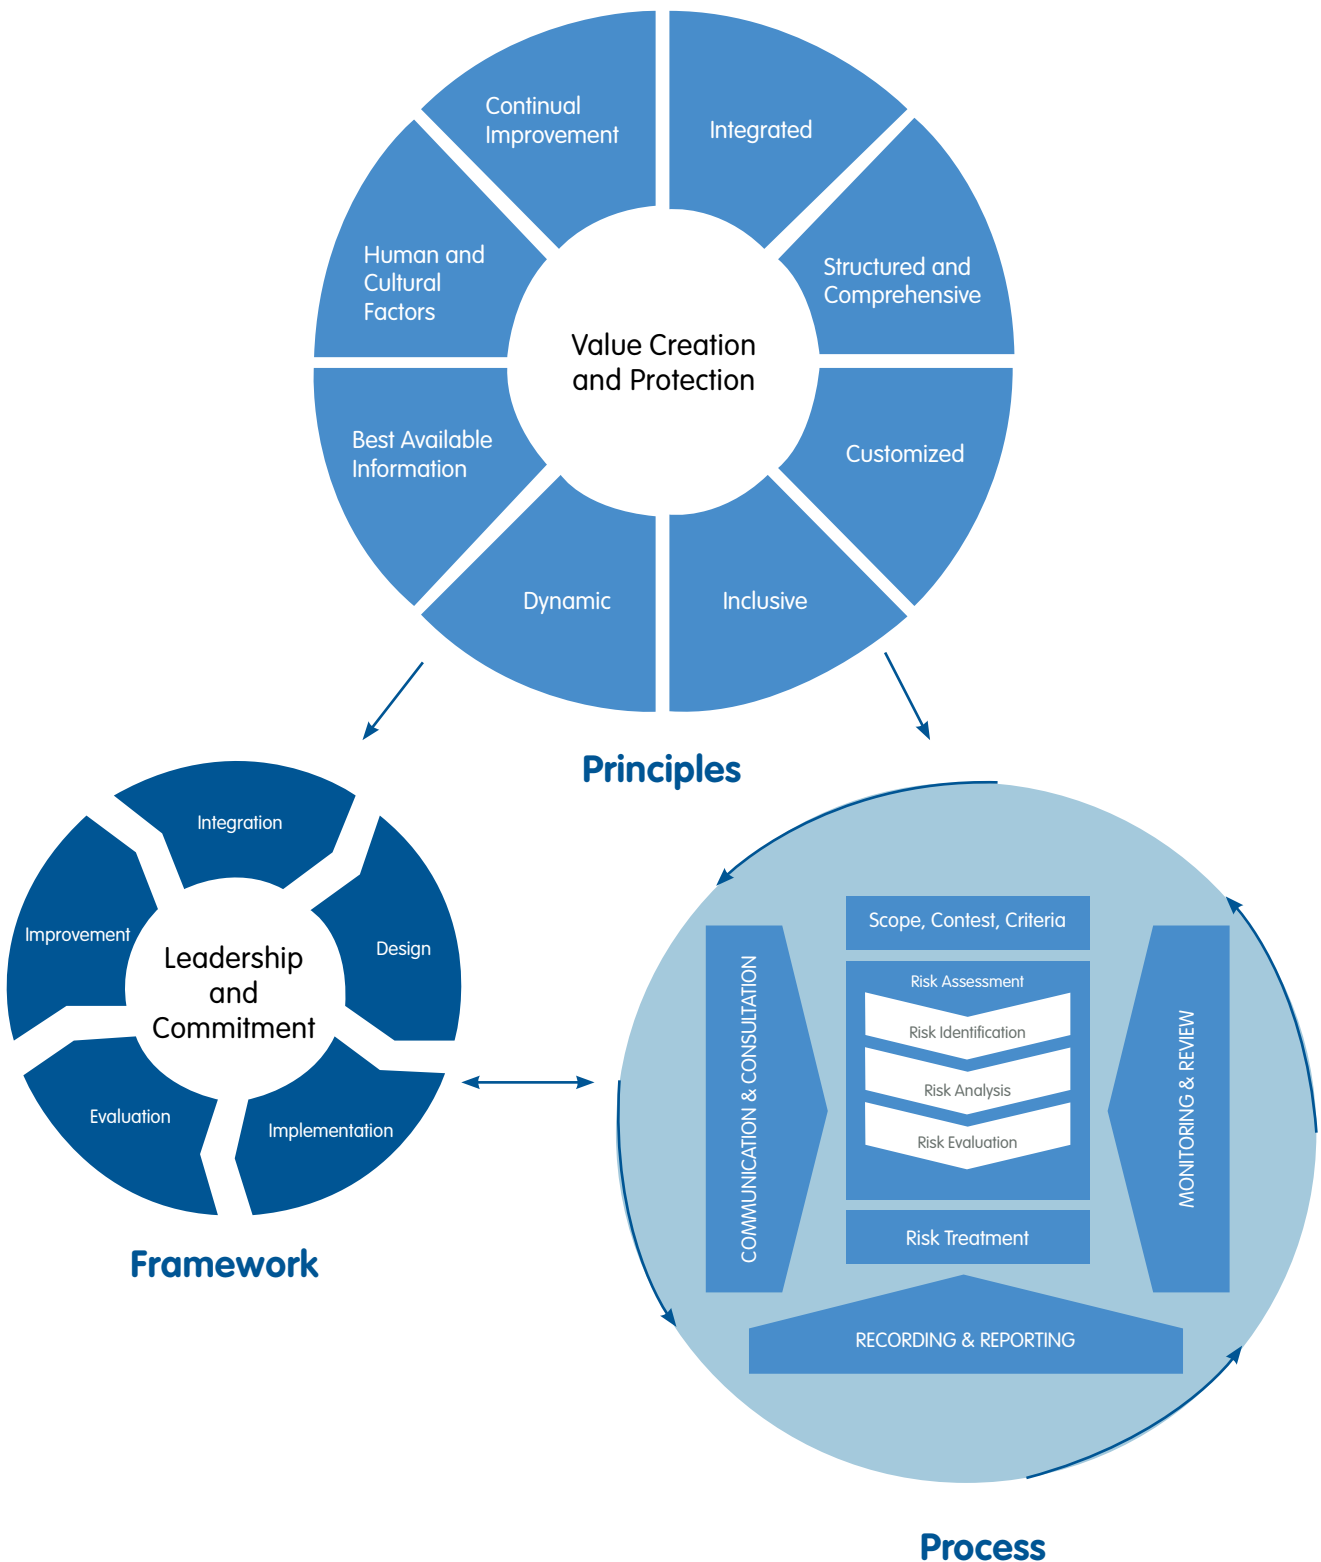 Continual
Improvement
Integrated
Human and
Cultural
Factors
Structured and
Comprehensive
Value Creation
and Protection
Best Available
Information
Customized
Dynamic
Inclusive
Principles
Integration
Improvement
Design
Leadership
and
Commitment
Evaluation
Implementation
Framework
Scope, Contest, Criteria
Risk Assessment
Risk Identification
Risk Analysis
Risk Evaluation
COMMUNICATION & CONSULTATION
MONITORING & REVIEW
Risk Treatment
RECORDING & REPORTING
Process